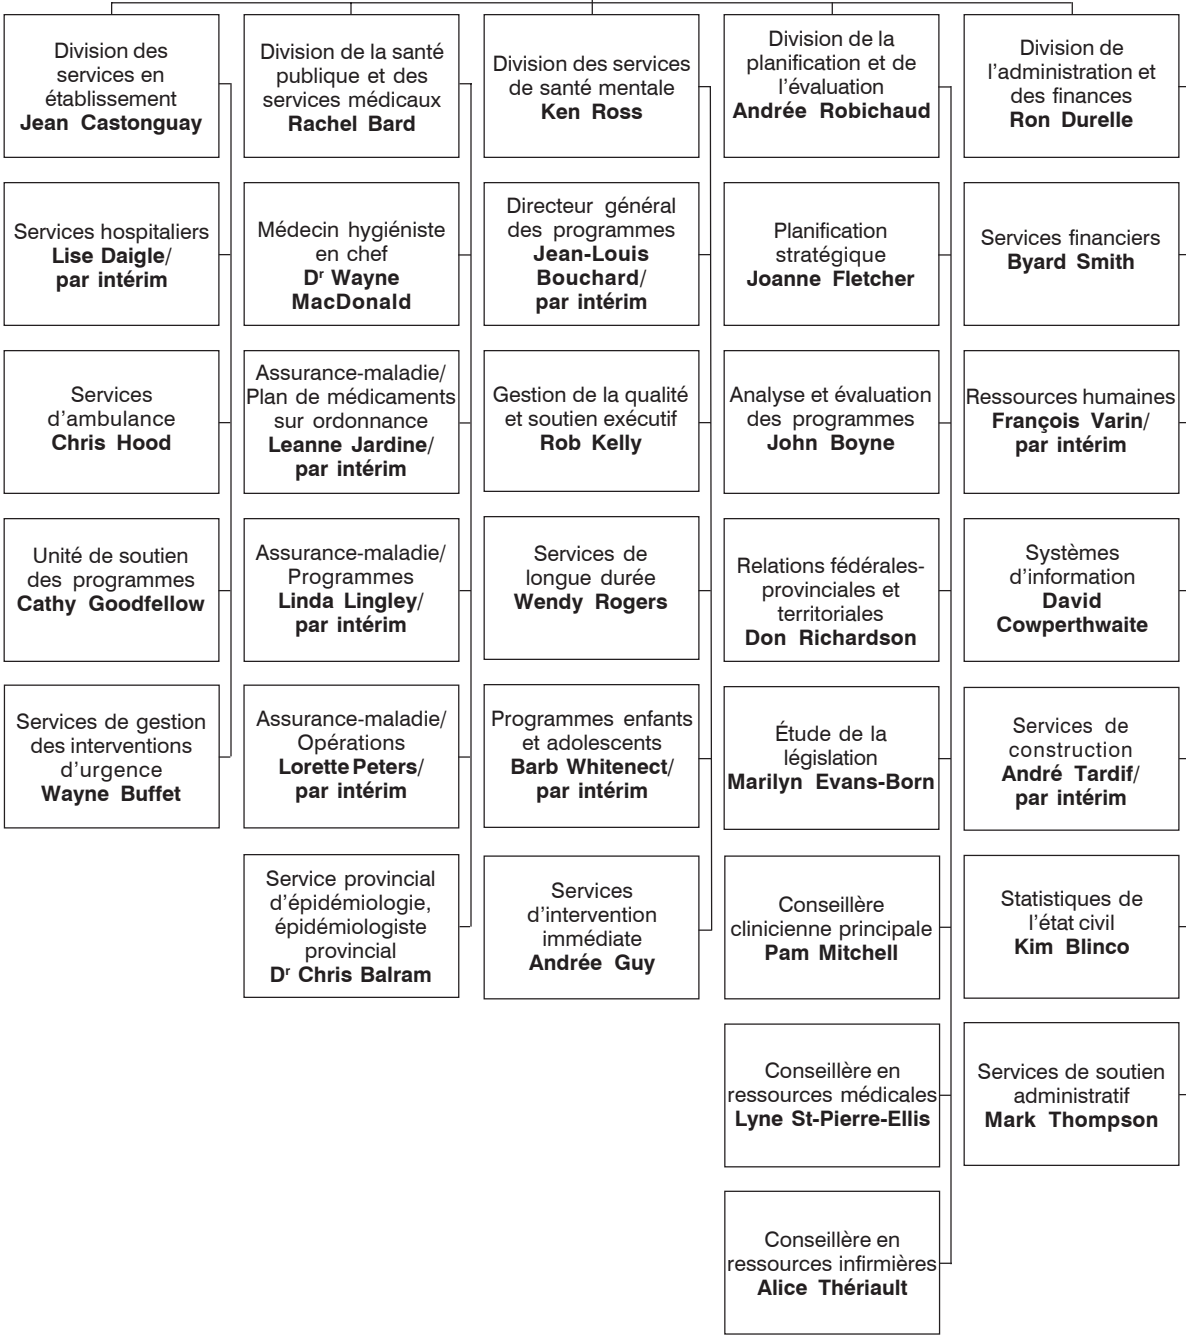 Division des
services en
établissement
Jean Castonguay
Services hospitaliers
Lise Daigle/
par intérim
Services
d'ambulance
Chris Hood
Unité de soutien
des programmes
Cathy Goodfellow
Services de gestion
des interventions
d'urgence
Wayne Buffet
Division de la santé
publique et des
services médicaux
Rachel Bard
Médecin hygiéniste
en chef
Dr Wayne
MacDonald
Assurance-maladie/
Plan de médicaments
sur ordonnance
Leanne Jardine/
par intérim
Assurance-maladie/
Programmes
Linda Lingley/
par intérim
Assurance-maladie/
Opérations
Lorette Peters/
par intérim
Service provincial
d'épidémiologie,
épidémiologiste
provincial
Dr Chris Balram
Division des services
de santé mentale
Ken Ross
Directeur général
des programmes
Jean-Louis
Bouchard/
par intérim
Gestion de la qualité
et soutien exécutif
Rob Kelly
Services de
longue durée
Wendy Rogers
Programmes enfants
et adolescents
Barb Whitenect/
par intérim
Services
d'intervention
immédiate
Andrée Guy
Division de la
planification et de
l'évaluation
Andrée Robichaud
Planification
stratégique
Joanne Fletcher
Analyse et évaluation
des programmes
John Boyne
Relations fédérales-
provinciales et
territoriales
Don Richardson
Étude de la
législation
Marilyn Evans-Born
Conseillère
clinicienne principale
Pam Mitchell
Conseillère en
ressources médicales
Lyne St-Pierre-Ellis
Conseillère en
ressources infirmières
Alice Thériault
Division de
l'administration et
des finances
Ron Durelle
Services financiers
Byard Smith
Ressources humaines
François Varin/
par intérim
Systèmes
d'information
David
Cowperthwaite
Services de
construction
André Tardif/
par intérim
Statistiques de
l'état civil
Kim Blinco
Services de soutien
administratif
Mark Thompson